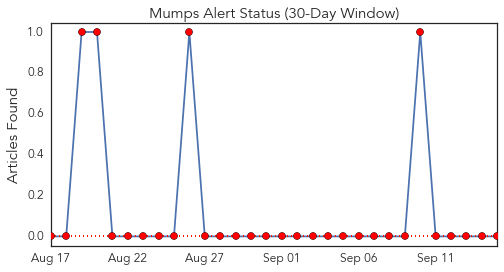 Mumps Alert Status (30-Day Window)
Articles Found
1.0
0.8
0.6
0.4
0.2
0.0
Aug 17 Aug 22 Aug 27 Sep 01 Sep 06 Sep 11